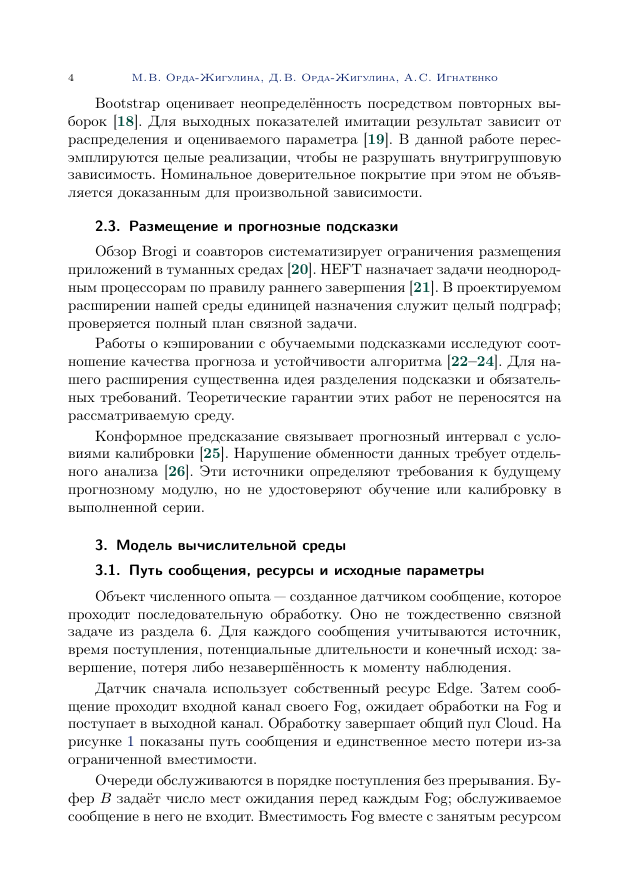 4
М. В. Орда-Жигулина, Д. В. Орда-Жигулина, А. С. Игнатенко
Bootstrap оценивает неопределённость посредством повторных вы-
борок [18]. Для выходных показателей имитации результат зависит от
распределения и оцениваемого параметра [19]. В данной работе перес-
эмплируются целые реализации, чтобы не разрушать внутригрупповую
зависимость. Номинальное доверительное покрытие при этом не объяв-
ляется доказанным для произвольной зависимости.
2.3. Размещение и прогнозные подсказки
Обзор Brogi и соавторов систематизирует ограничения размещения
приложений в туманных средах [20]. HEFT назначает задачи неоднород-
ным процессорам по правилу раннего завершения [21]. В проектируемом
расширении нашей среды единицей назначения служит целый подграф;
проверяется полный план связной задачи.
Работы о кэшировании с обучаемыми подсказками исследуют соот-
ношение качества прогноза и устойчивости алгоритма [22–24]. Для на-
шего расширения существенна идея разделения подсказки и обязатель-
ных требований. Теоретические гарантии этих работ не переносятся на
рассматриваемую среду.
Конформное предсказание связывает прогнозный интервал с усло-
виями калибровки [25]. Нарушение обменности данных требует отдель-
ного анализа [26]. Эти источники определяют требования к будущему
прогнозному модулю, но не удостоверяют обучение или калибровку в
выполненной серии.
3. Модель вычислительной среды
3.1. Путь сообщения, ресурсы и исходные параметры
Объект численного опыта — созданное датчиком сообщение, которое
проходит последовательную обработку. Оно не тождественно связной
задаче из раздела 6. Для каждого сообщения учитываются источник,
время поступления, потенциальные длительности и конечный исход: за-
вершение, потеря либо незавершённость к моменту наблюдения.
Датчик сначала использует собственный ресурс Edge. Затем сооб-
щение проходит входной канал своего Fog, ожидает обработки на Fog и
поступает в выходной канал. Обработку завершает общий пул Cloud. На
рисунке 1 показаны путь сообщения и единственное место потери из-за
ограниченной вместимости.
Очереди обслуживаются в порядке поступления без прерывания. Бу-
фер B задаёт число мест ожидания перед каждым Fog; обслуживаемое
сообщение в него не входит. Вместимость Fog вместе с занятым ресурсом